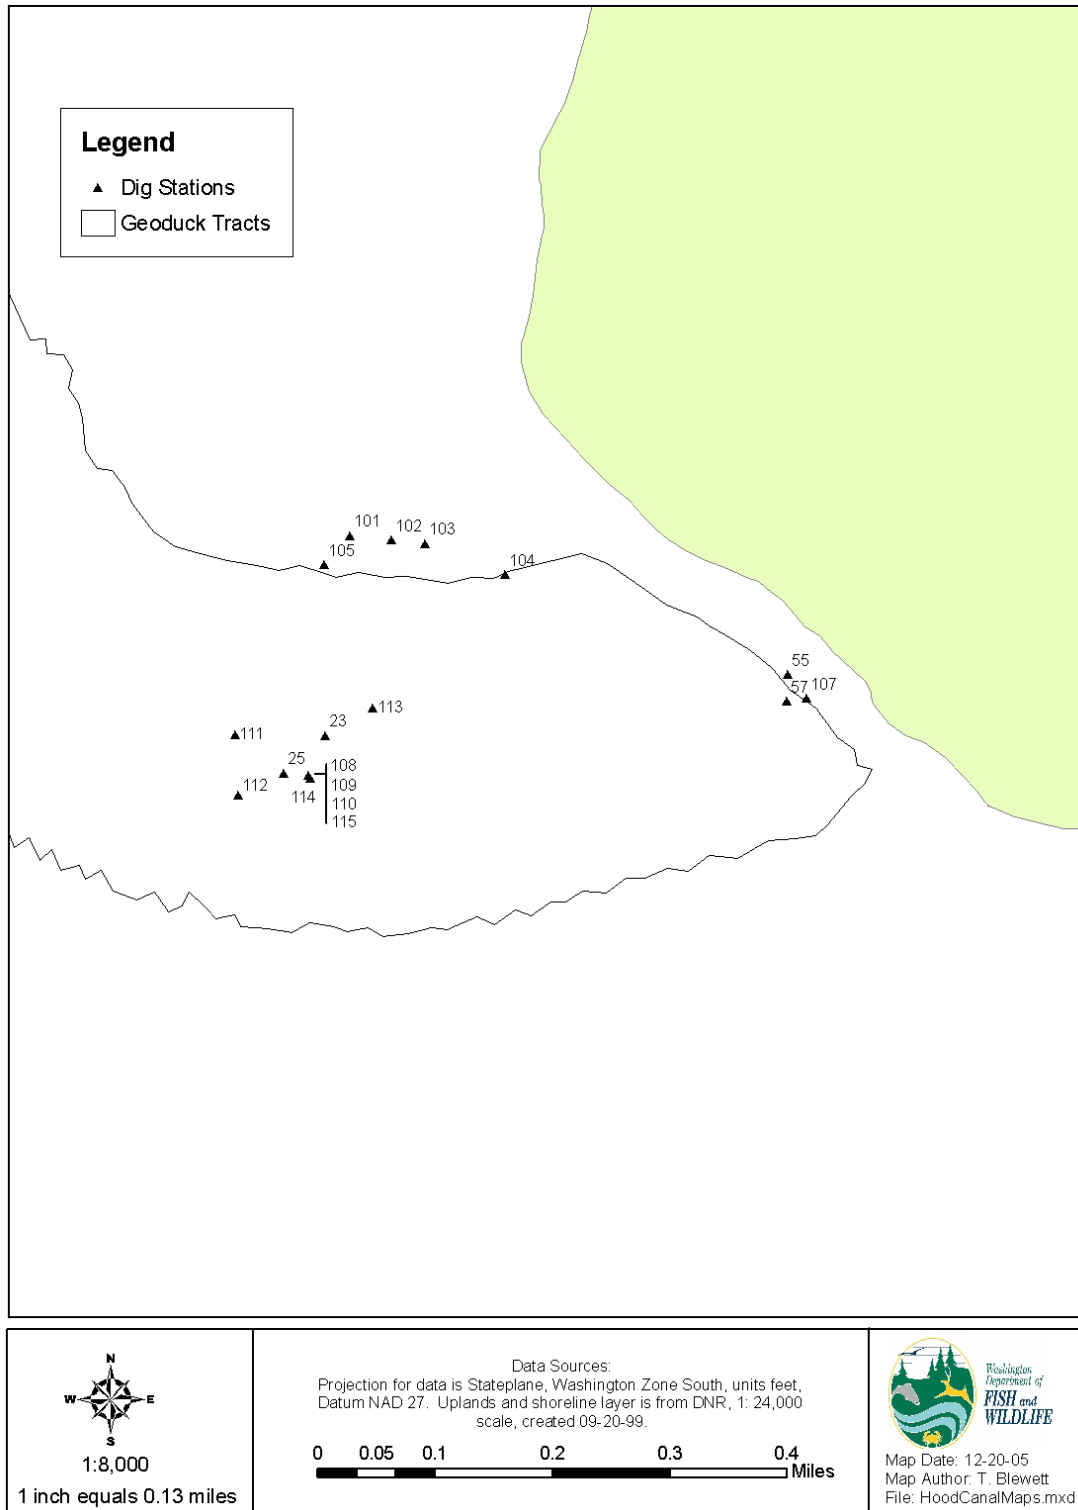 Legend
Dig Stations
Geoduck Tracts
101
102
103
105
104
55
57
107
113
23
111
25
108
109
110
115
112
114
N
W
E
S
1:8,000
1 inch equals 0.13 miles
Data Sources:
Projection for data is Stateplane, Washington Zone South, units feet,
Datum NAD 27. Uplands and shoreline layer is from DNR, 1: 24,000
scale, created 09-20-99.
0 0.05 0.1 0.2 0.3 0.4
Miles
Washington
Department of
FISH and
WILDLIFE
Map Date: 12-20-05
Map Author: T. Blewett
File: HoodCanalMaps.mxd